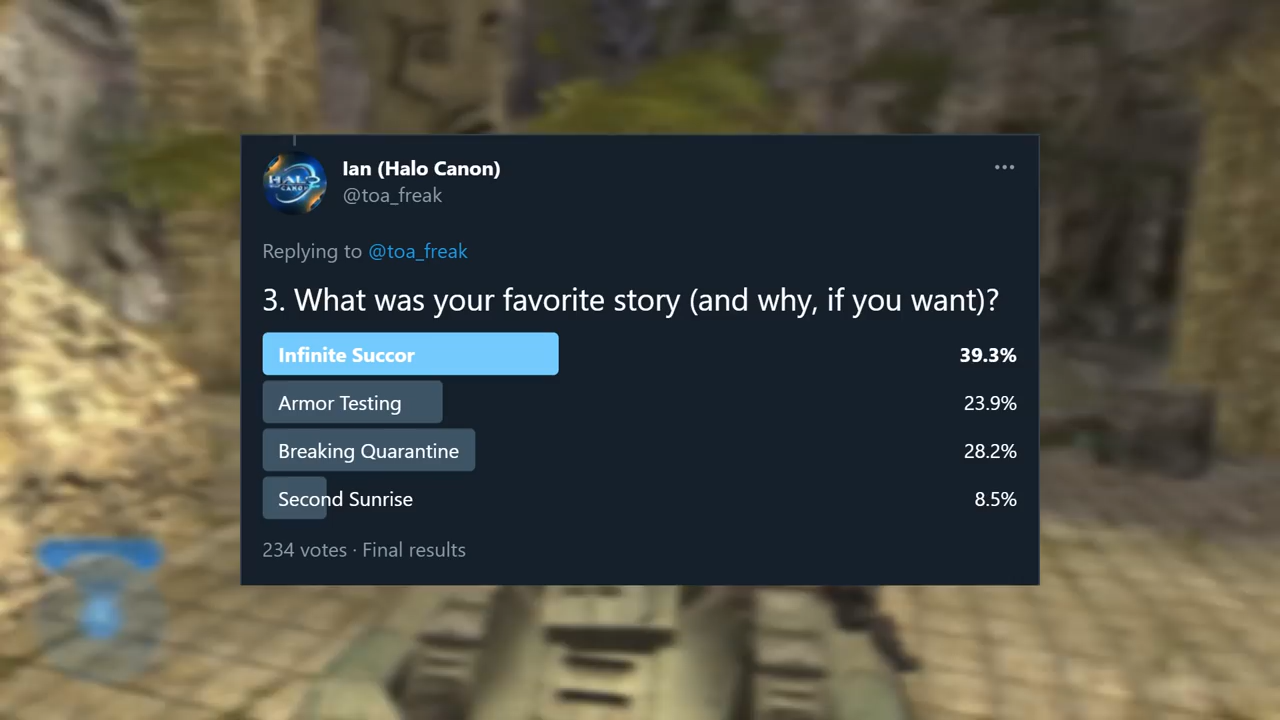 HALO
CANON
Ian (Halo Canon)
@toa_freak
Replying to @toa_freak
3. What was your favorite story (and why, if you want)?
Infinite Succor 39.3%
Armor Testing 23.9%
Breaking Quarantine 28.2%
Second Sunrise 8.5%
234 votes · Final results